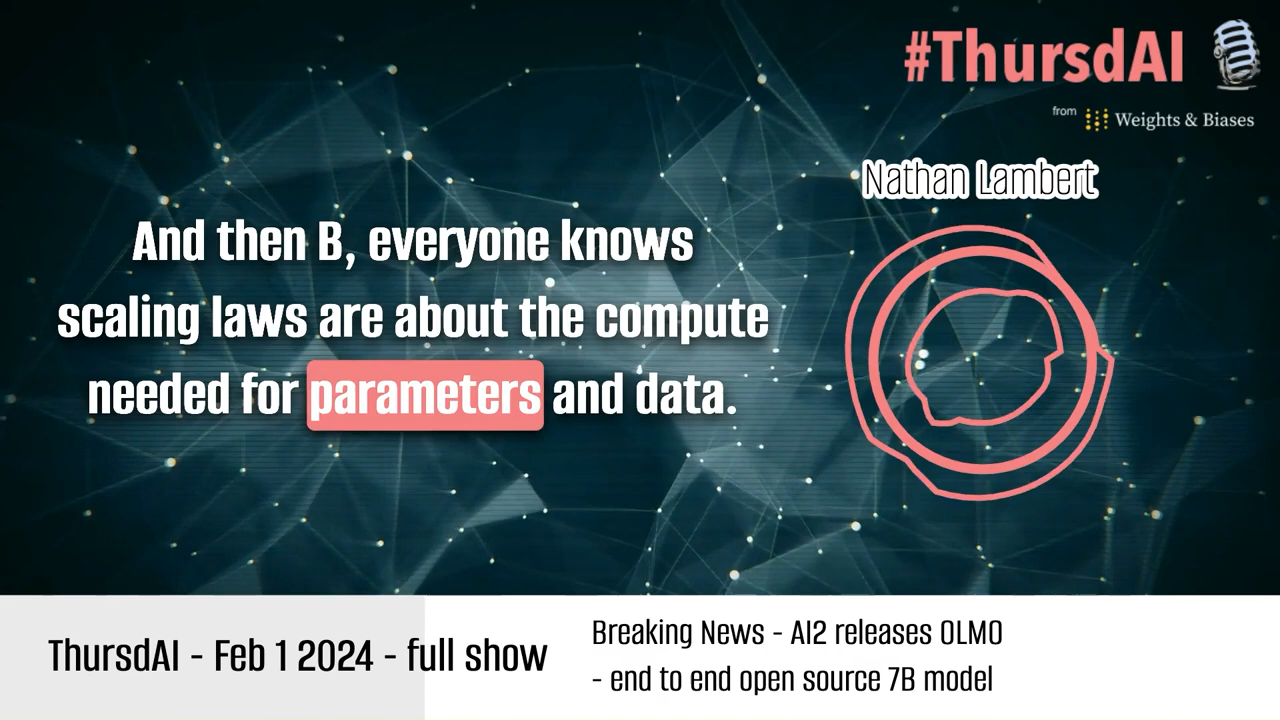 #ThursdAI
from Weights & Biases
Nathan Lambert
And then B, everyone knows
scaling laws are about the compute
needed for parameters and data.
ThursdAI - Feb 1 2024 - full show
Breaking News - AI2 releases OLMO
- end to end open source 7B model